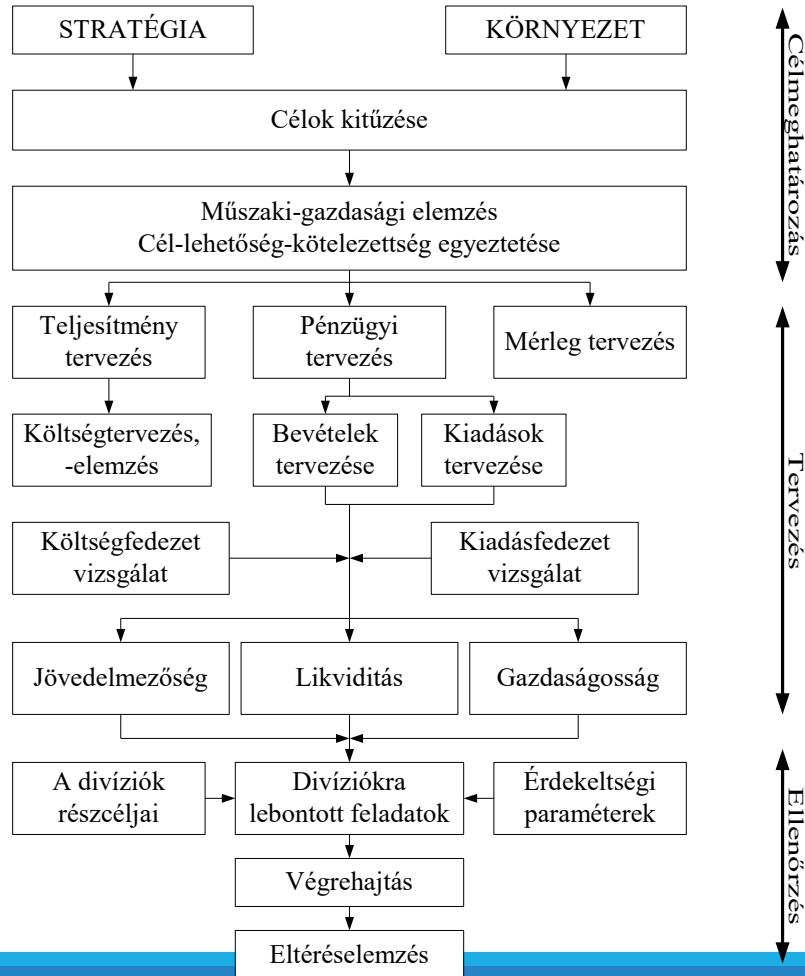 STRATÉGIA
KÖRNYEZET
Célok kitűzése
Műszaki-gazdasági elemzés
Cél-lehetőség-kötelezettség egyeztetése
Célmeghatározás
Teljesítmény
tervezés
Pénzügyi
tervezés
Mérleg tervezés
Költségtervezés,
-elemzés
Bevételek
tervezése
Kiadások
tervezése
Költségfedezet
vizsgálat
Kiadásfedezet
vizsgálat
Jövedelmezőség
Likviditás
Gazdaságosság
Tervezés
A divíziók
részcéljai
Divíziókra
lebontott feladatok
Érdekeltségi
paraméterek
Végrehajtás
Eltéréselemzés
Ellenőrzés